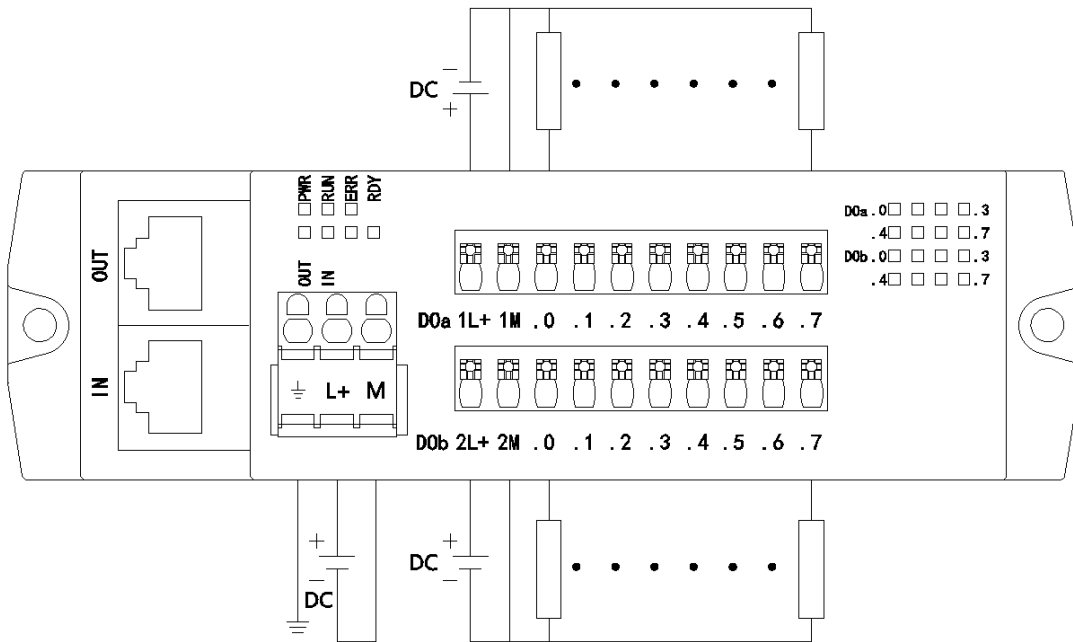 −
DC
+
PWR RUN ERR RDY
DOa .0 .3
.4 .7
DOb .0 .3
.4 .7
OUT
OUT IN
DOa 1L+ 1M .0 .1 .2 .3 .4 .5 .6 .7
IN
L+ M
DOb 2L+ 2M .0 .1 .2 .3 .4 .5 .6 .7
+
−
DC
+
DC
−